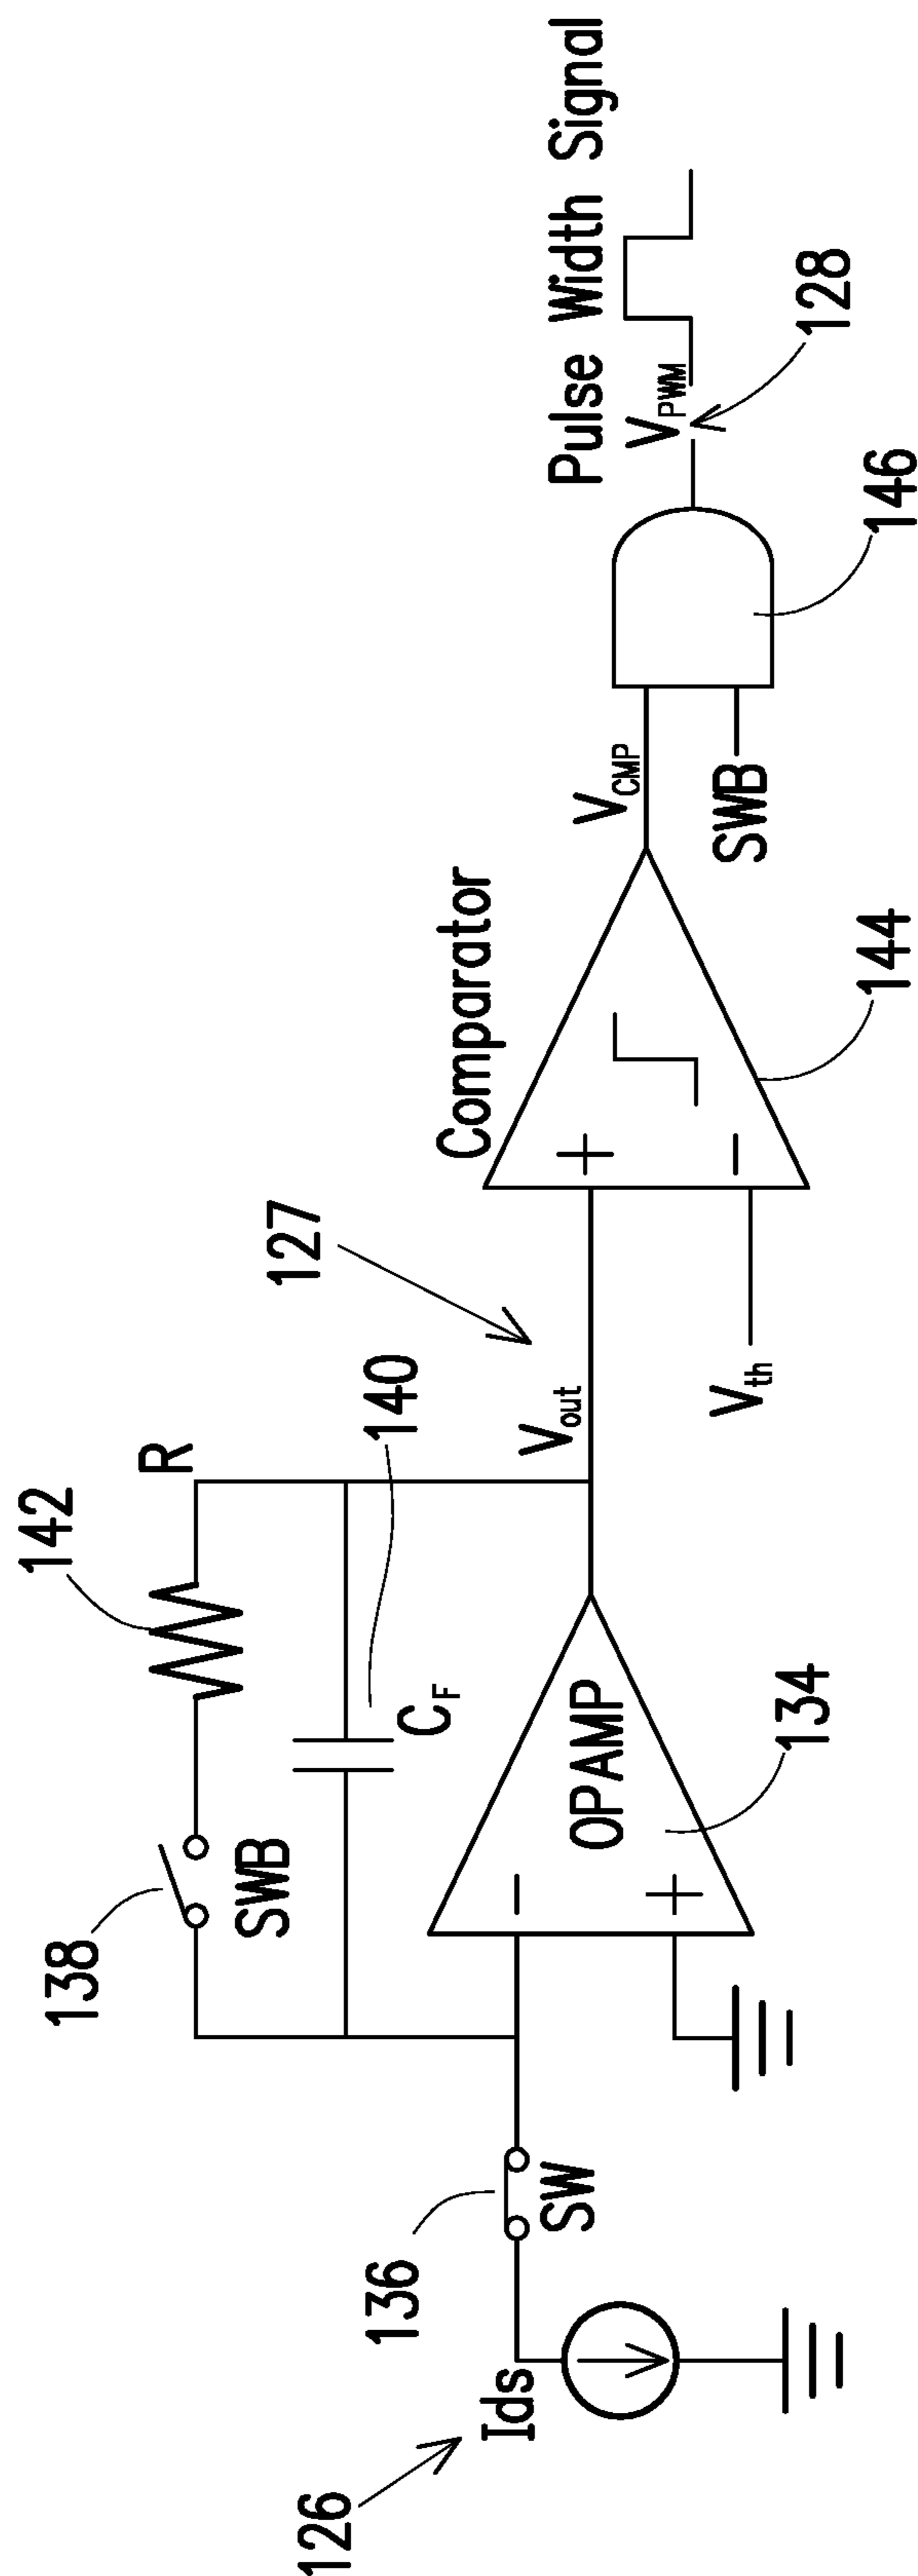 126
Ids
136
SW
138
SWB
142
R
140
C_F
OPAMP
−
+
134
127
V_out
V_th
Comparator
+
−
144
V_CMP
SWB
146
Pulse Width Signal
V_PWM
128